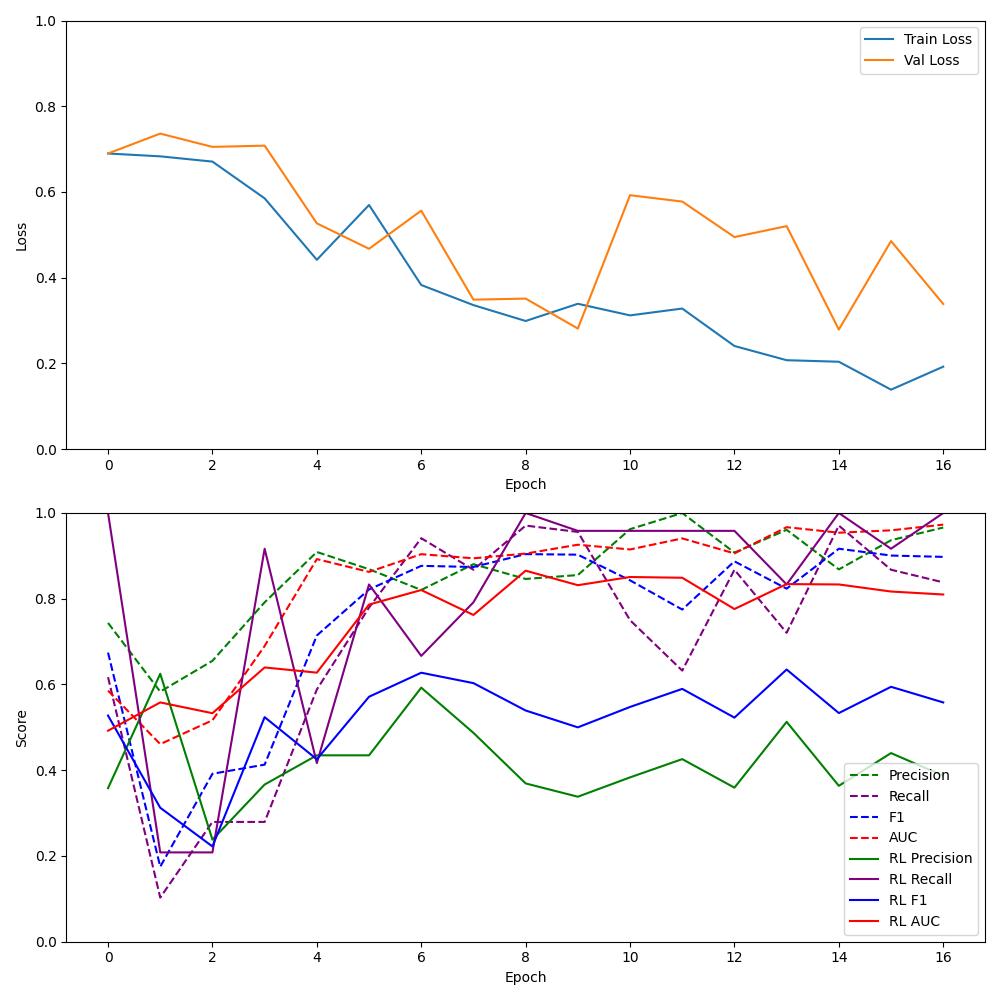 1.0
0.8
0.6
0.4
0.2
0.0
Loss
Train Loss
Val Loss
0 2 4 6 8 10 12 14 16
Epoch
1.0
0.8
0.6
0.4
0.2
0.0
Score
Precision
Recall
F1
AUC
RL Precision
RL Recall
RL F1
RL AUC
0 2 4 6 8 10 12 14 16
Epoch